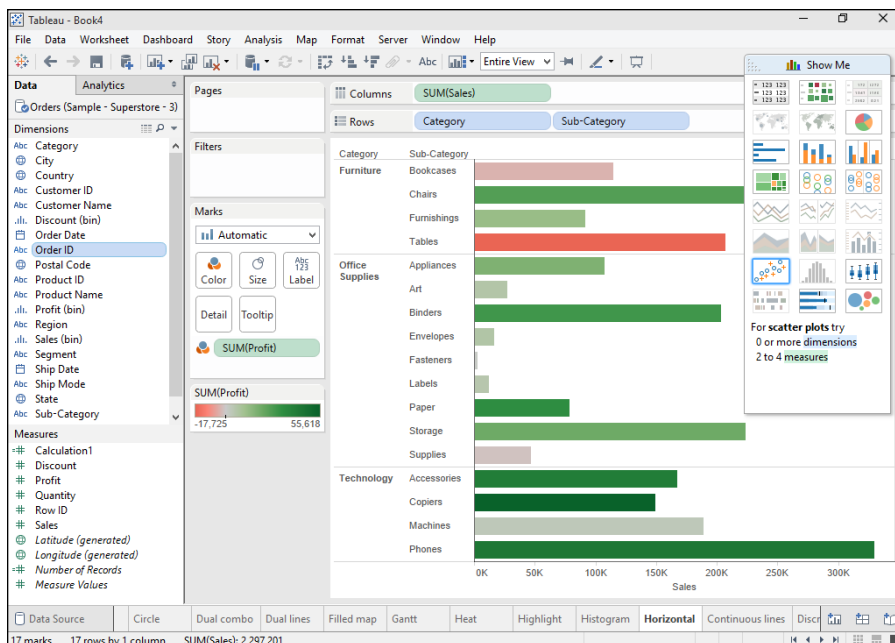 Tableau - Book4
File Data Worksheet Dashboard Story Analysis Map Format Server Window Help
Abc Entire View
Data Analytics
Orders (Sample - Superstore - 3)
Dimensions
Abc Category
City
Country
Abc Customer ID
Abc Customer Name
Discount (bin)
Order Date
Abc Order ID
Postal Code
Abc Product ID
Abc Product Name
Profit (bin)
Abc Region
Sales (bin)
Abc Segment
Ship Date
Abc Ship Mode
State
Abc Sub-Category
Measures
=# Calculation1
# Discount
# Profit
# Quantity
# Row ID
# Sales
Latitude (generated)
Longitude (generated)
=# Number of Records
# Measure Values
Pages
Filters
Marks
Automatic
Abc
123
Color Size Label
Detail Tooltip
SUM(Profit)
SUM(Profit)
-17,725 55,618
Columns SUM(Sales)
Rows Category Sub-Category
Category Sub-Category
Furniture Bookcases
Chairs
Furnishings
Tables
Office
Supplies
Appliances
Art
Binders
Envelopes
Fasteners
Labels
Paper
Storage
Supplies
Technology Accessories
Copiers
Machines
Phones
0K 50K 100K 150K 200K 250K 300K
Sales
Show Me
123 123
123 123
123 123
For scatter plots try
0 or more dimensions
2 to 4 measures
Data Source Circle Dual combo Dual lines Filled map Gantt Heat Highlight Histogram Horizontal Continuous lines Discr
17 marks 17 rows by 1 column SUM(Sales): 2,297,201